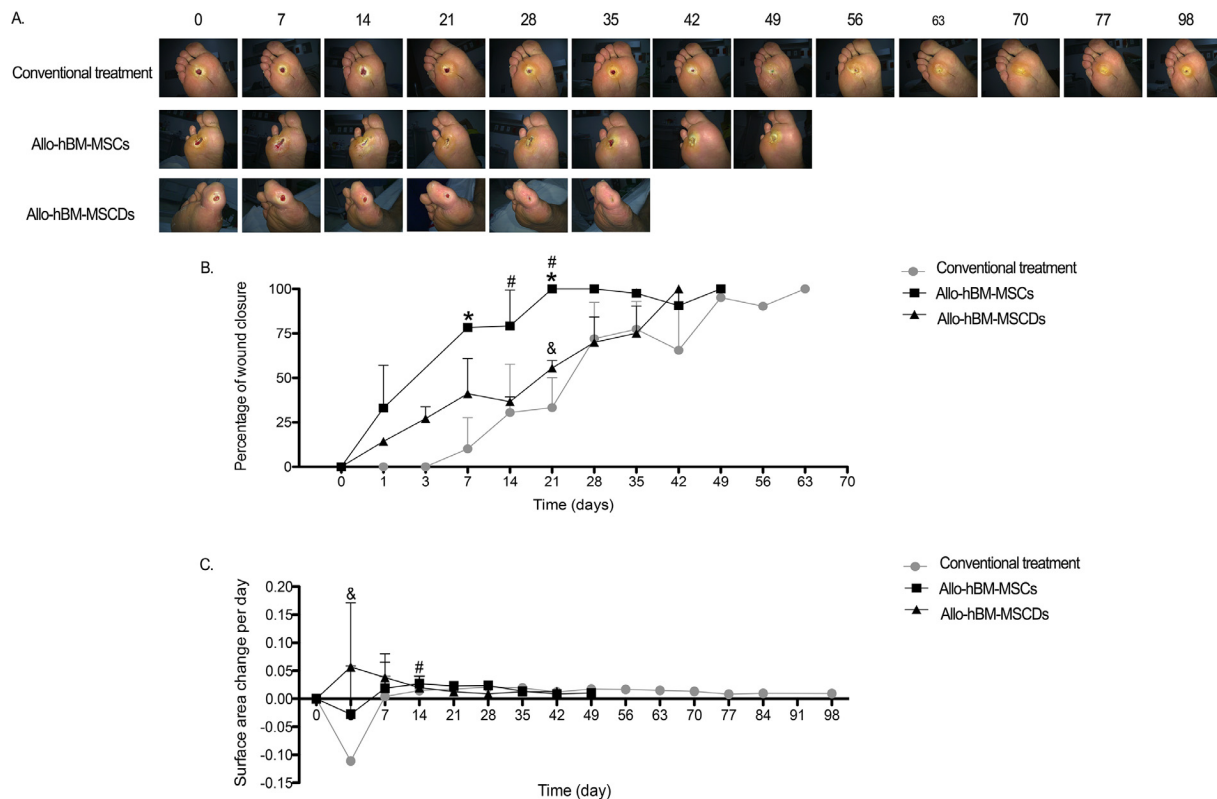 A.
0 7 14 21 28 35 42 49 56 63 70 77 98
Conventional treatment
Allo-hBM-MSCs
Allo-hBM-MSCDs
B.
Conventional treatment
Allo-hBM-MSCs
Allo-hBM-MSCDs
Percentage of wound closure
100
75
50
25
0
* # # * &
0 1 3 7 14 21 28 35 42 49 56 63 70
Time (days)
C.
Conventional treatment
Allo-hBM-MSCs
Allo-hBM-MSCDs
Surface area change per day
0.20
0.15
0.10
0.05
0.00
-0.05
-0.10
-0.15
& #
0 7 14 21 28 35 42 49 56 63 70 77 84 91 98
Time (day)